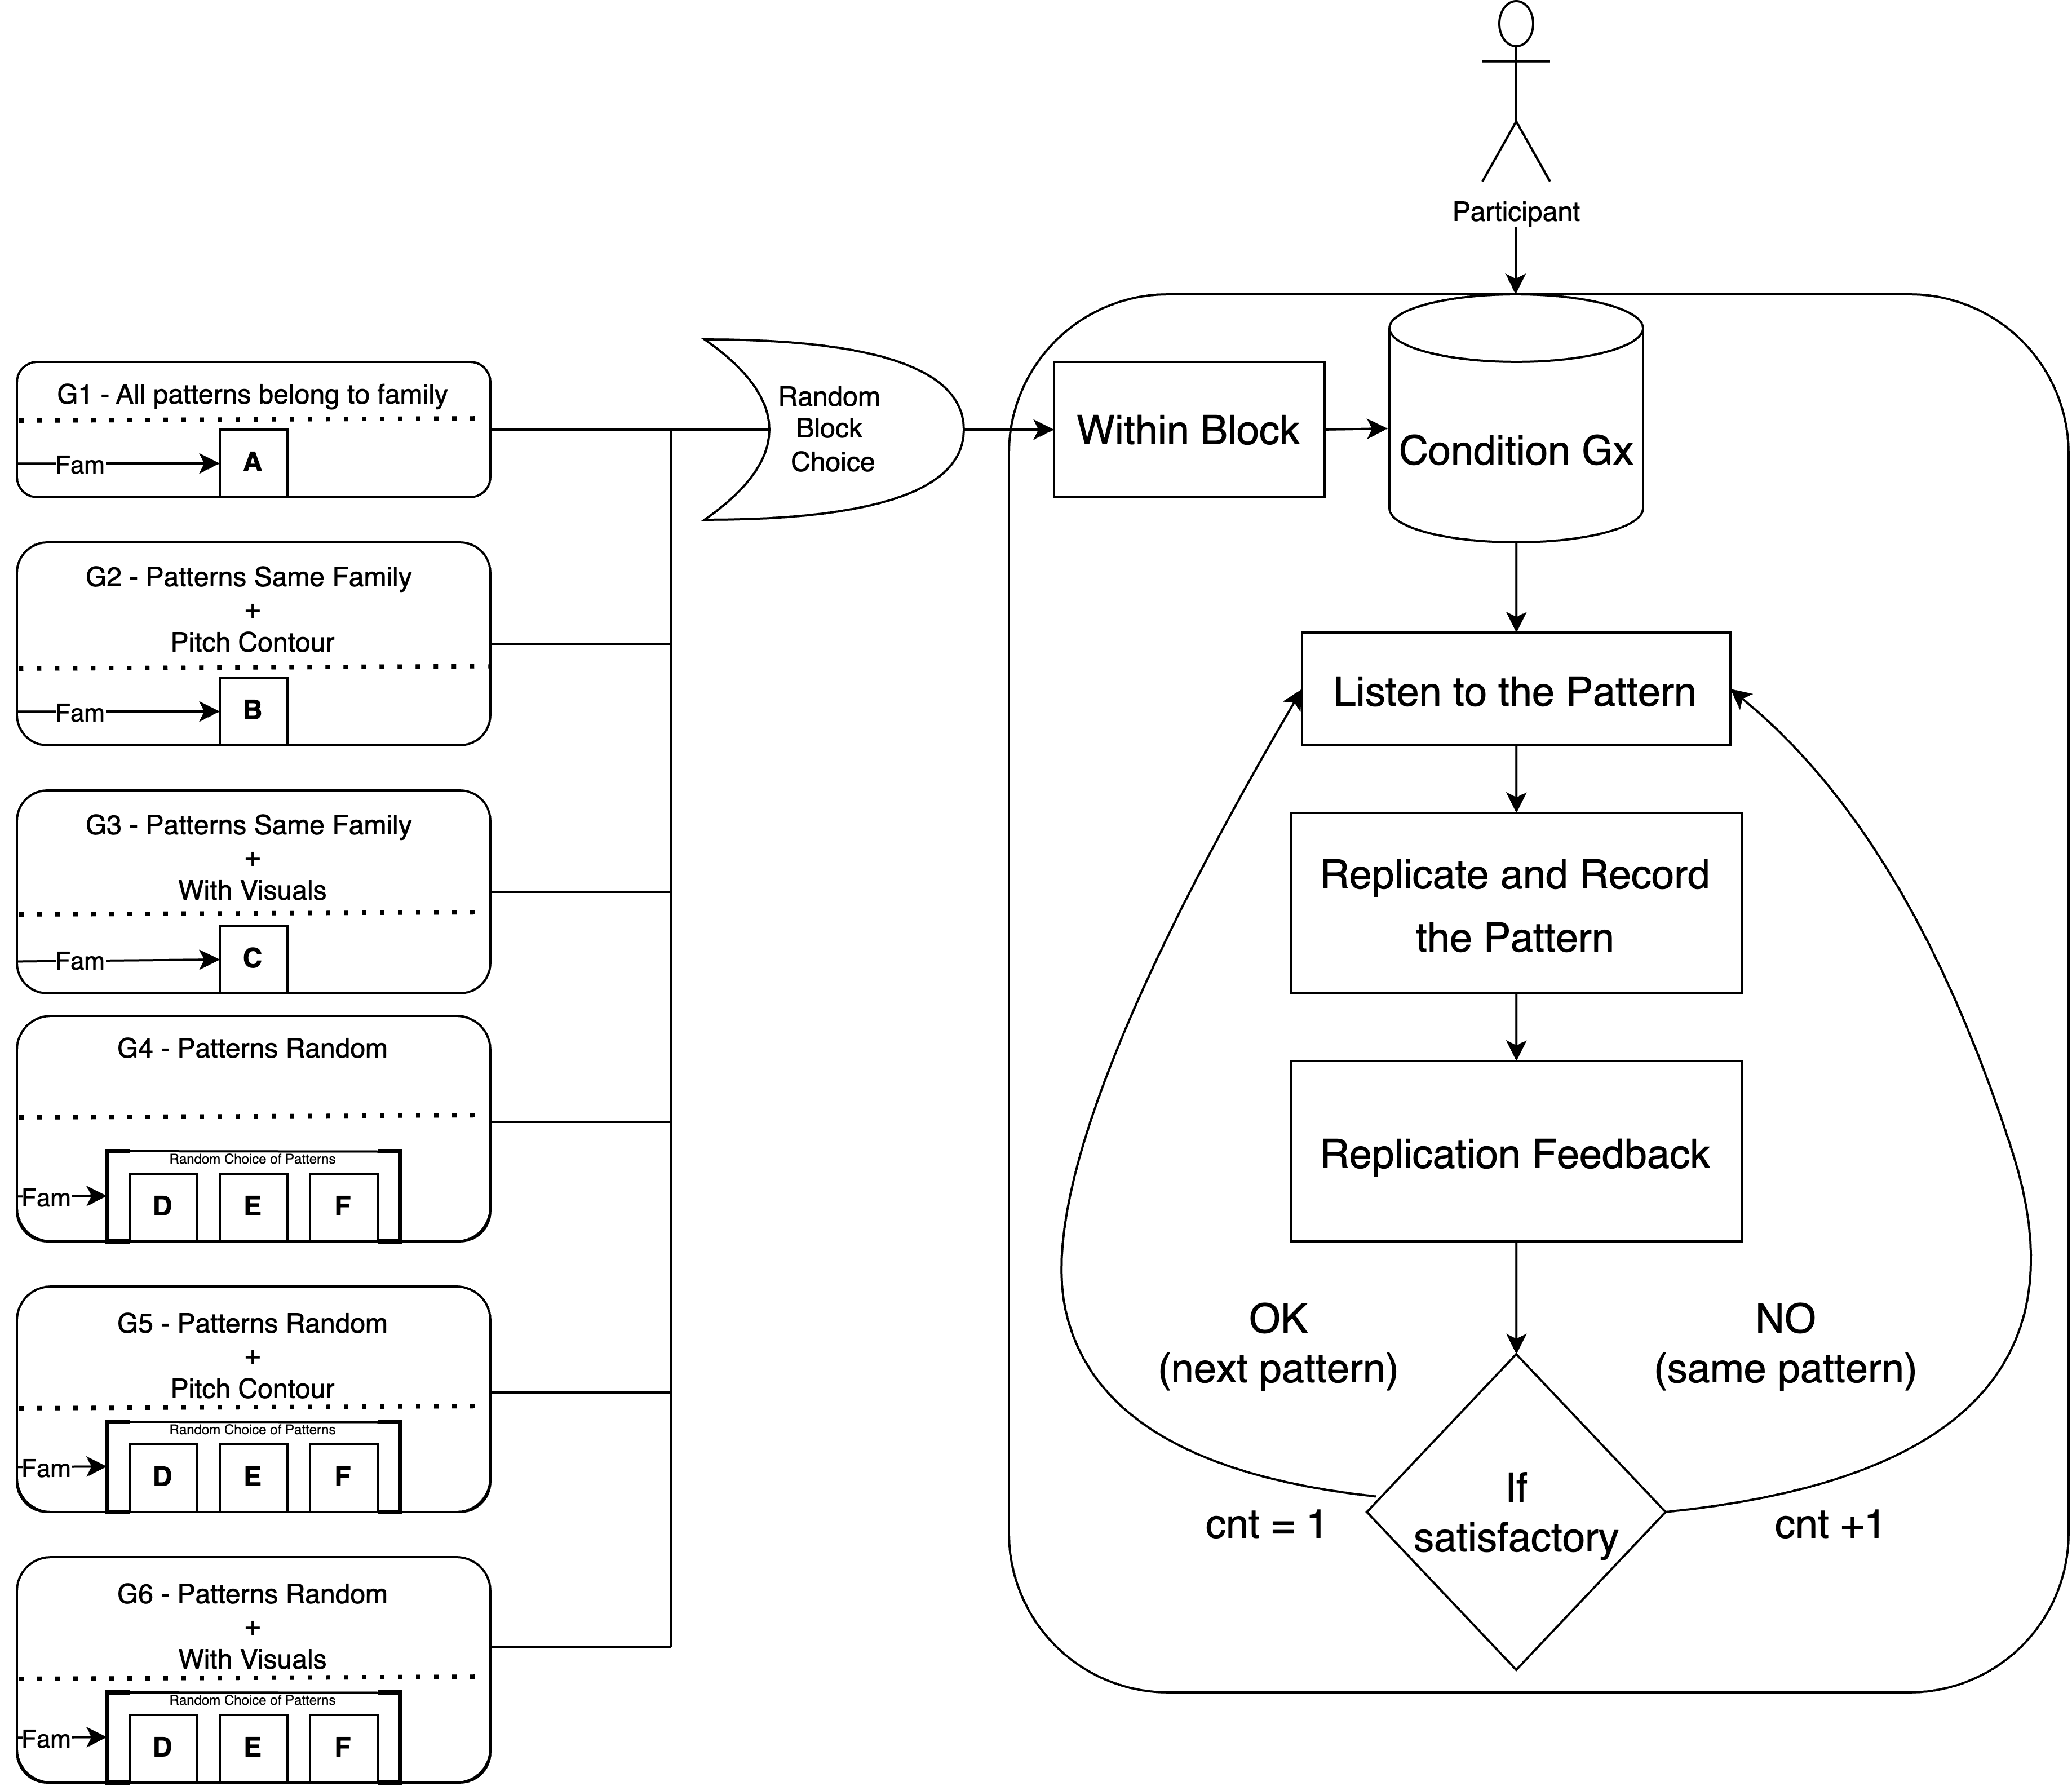 Participant
G1 - All patterns belong to family
Fam
A
G2 - Patterns Same Family
+
Pitch Contour
Fam
B
G3 - Patterns Same Family
+
With Visuals
Fam
C
G4 - Patterns Random
Random Choice of Patterns
Fam
D
E
F
G5 - Patterns Random
+
Pitch Contour
Random Choice of Patterns
Fam
D
E
F
G6 - Patterns Random
+
With Visuals
Random Choice of Patterns
Fam
D
E
F
Random
Block
Choice
Within Block
Condition Gx
Listen to the Pattern
Replicate and Record
the Pattern
Replication Feedback
OK
(next pattern)
NO
(same pattern)
If
satisfactory
cnt = 1
cnt +1